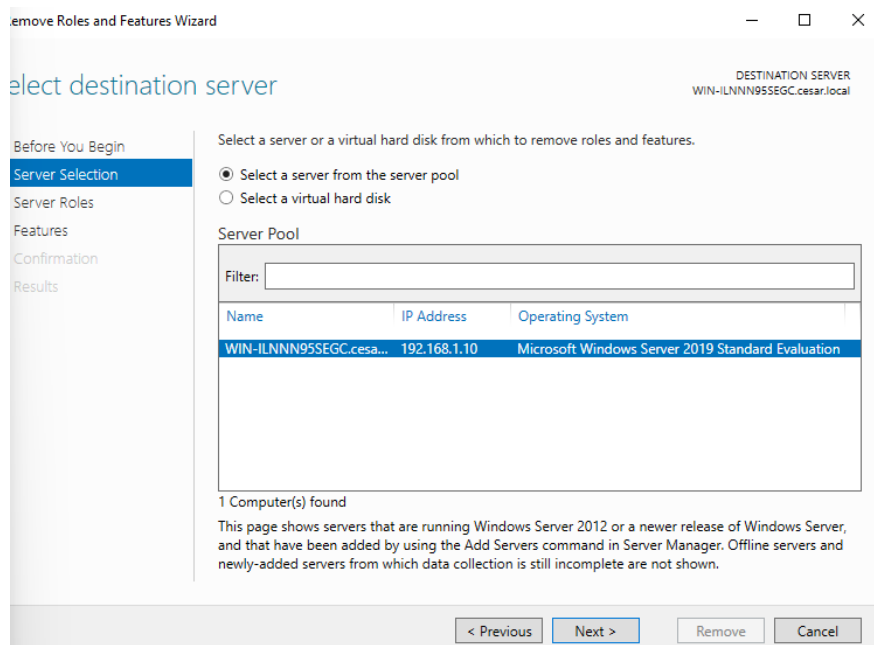 emove Roles and Features Wizard
elect destination server
DESTINATION SERVER
WIN-ILNNN95SEGC.cesar.local
Before You Begin
Server Selection
Server Roles
Features
Confirmation
Results
Select a server or a virtual hard disk from which to remove roles and features.
Select a server from the server pool
Select a virtual hard disk
Server Pool
Filter:
Name IP Address Operating System
WIN-ILNNN95SEGC.cesa... 192.168.1.10 Microsoft Windows Server 2019 Standard Evaluation
1 Computer(s) found
This page shows servers that are running Windows Server 2012 or a newer release of Windows Server,
and that have been added by using the Add Servers command in Server Manager. Offline servers and
newly-added servers from which data collection is still incomplete are not shown.
< Previous Next > Remove Cancel